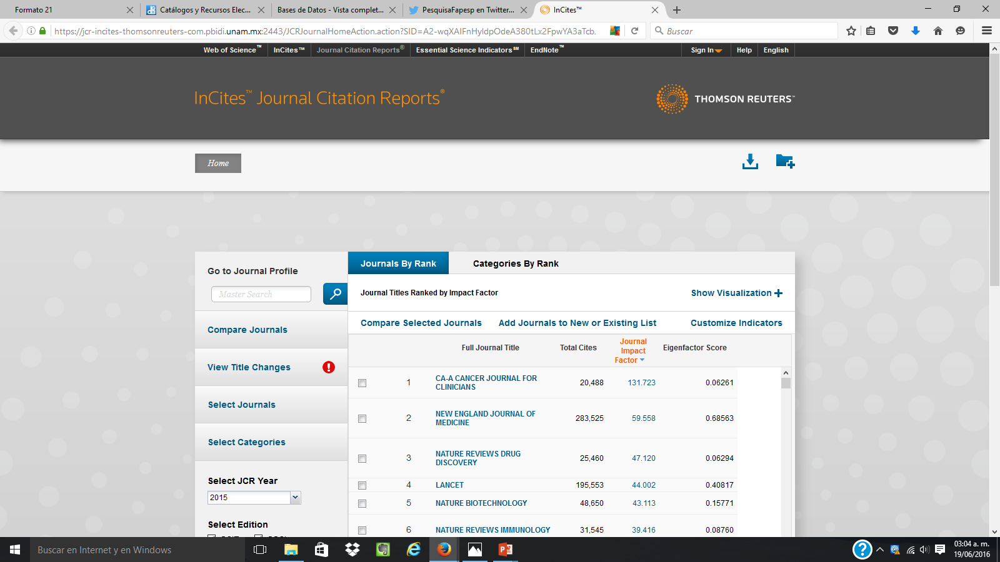 Formato 21
Catálogos y Recursos Elec...
Bases de Datos - Vista complet...
PesquisaFapesp en Twitter...
InCites™
https://jcr-incites-thomsonreuters-com.pbidi.unam.mx:2443/JCRJournalHomeAction.action?SID=A2-wqXAIFnHyldpOdeA380tLx2FpwYA3aTcb.
Buscar
Web of Science™ InCites™ Journal Citation Reports® Essential Science Indicators℠ EndNote™ Sign In Help English
InCites™ Journal Citation Reports®
THOMSON REUTERS™
Home
Go to Journal Profile
Master Search
Compare Journals
View Title Changes
Select Journals
Select Categories
Select JCR Year
2015
Select Edition
Journals By Rank Categories By Rank
Journal Titles Ranked by Impact Factor Show Visualization +
Compare Selected Journals Add Journals to New or Existing List Customize Indicators
Full Journal Title Total Cites Journal Impact Factor Eigenfactor Score
1 CA-A CANCER JOURNAL FOR CLINICIANS 20,488 131.723 0.06261
2 NEW ENGLAND JOURNAL OF MEDICINE 283,525 59.558 0.68563
3 NATURE REVIEWS DRUG DISCOVERY 25,460 47.120 0.06294
4 LANCET 195,553 44.002 0.40817
5 NATURE BIOTECHNOLOGY 48,650 43.113 0.15771
6 NATURE REVIEWS IMMUNOLOGY 31,545 39.416 0.08760
Buscar en Internet y en Windows
03:04 a. m.
19/06/2016